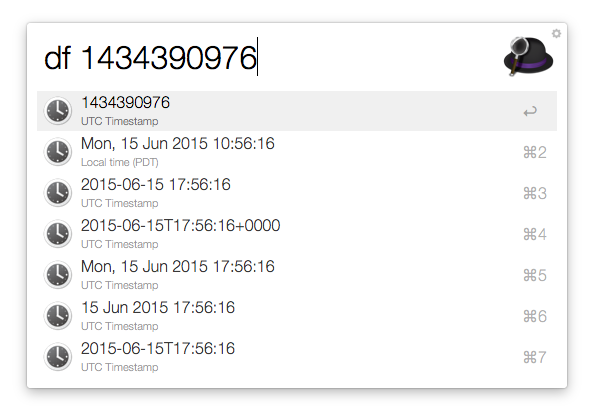 df 1434390976
1434390976
UTC Timestamp
↩
Mon, 15 Jun 2015 10:56:16
Local time (PDT)
⌘2
2015-06-15 17:56:16
UTC Timestamp
⌘3
2015-06-15T17:56:16+0000
UTC Timestamp
⌘4
Mon, 15 Jun 2015 17:56:16
UTC Timestamp
⌘5
15 Jun 2015 17:56:16
UTC Timestamp
⌘6
2015-06-15T17:56:16
UTC Timestamp
⌘7